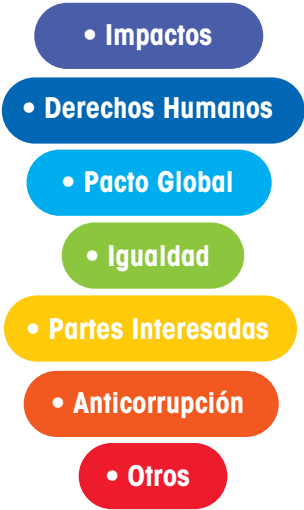 • Impactos
• Derechos Humanos
• Pacto Global
• Igualdad
• Partes Interesadas
• Anticorrupción
• Otros